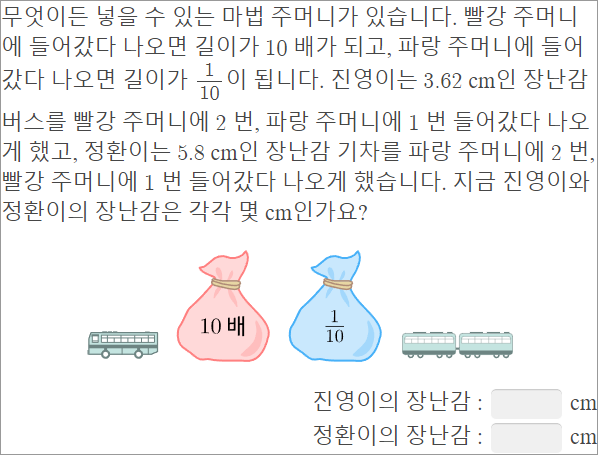 무엇이든 넣을 수 있는 마법 주머니가 있습니다. 빨강 주머니
에 들어갔다 나오면 길이가 10 배가 되고, 파랑 주머니에 들어
갔다 나오면 길이가 1/10 이 됩니다. 진영이는 3.62 cm인 장난감
버스를 빨강 주머니에 2 번, 파랑 주머니에 1 번 들어갔다 나오
게 했고, 정환이는 5.8 cm인 장난감 기차를 파랑 주머니에 2 번,
빨강 주머니에 1 번 들어갔다 나오게 했습니다. 지금 진영이와
정환이의 장난감은 각각 몇 cm인가요?
10 배
1/10
진영이의 장난감 : cm
정환이의 장난감 : cm